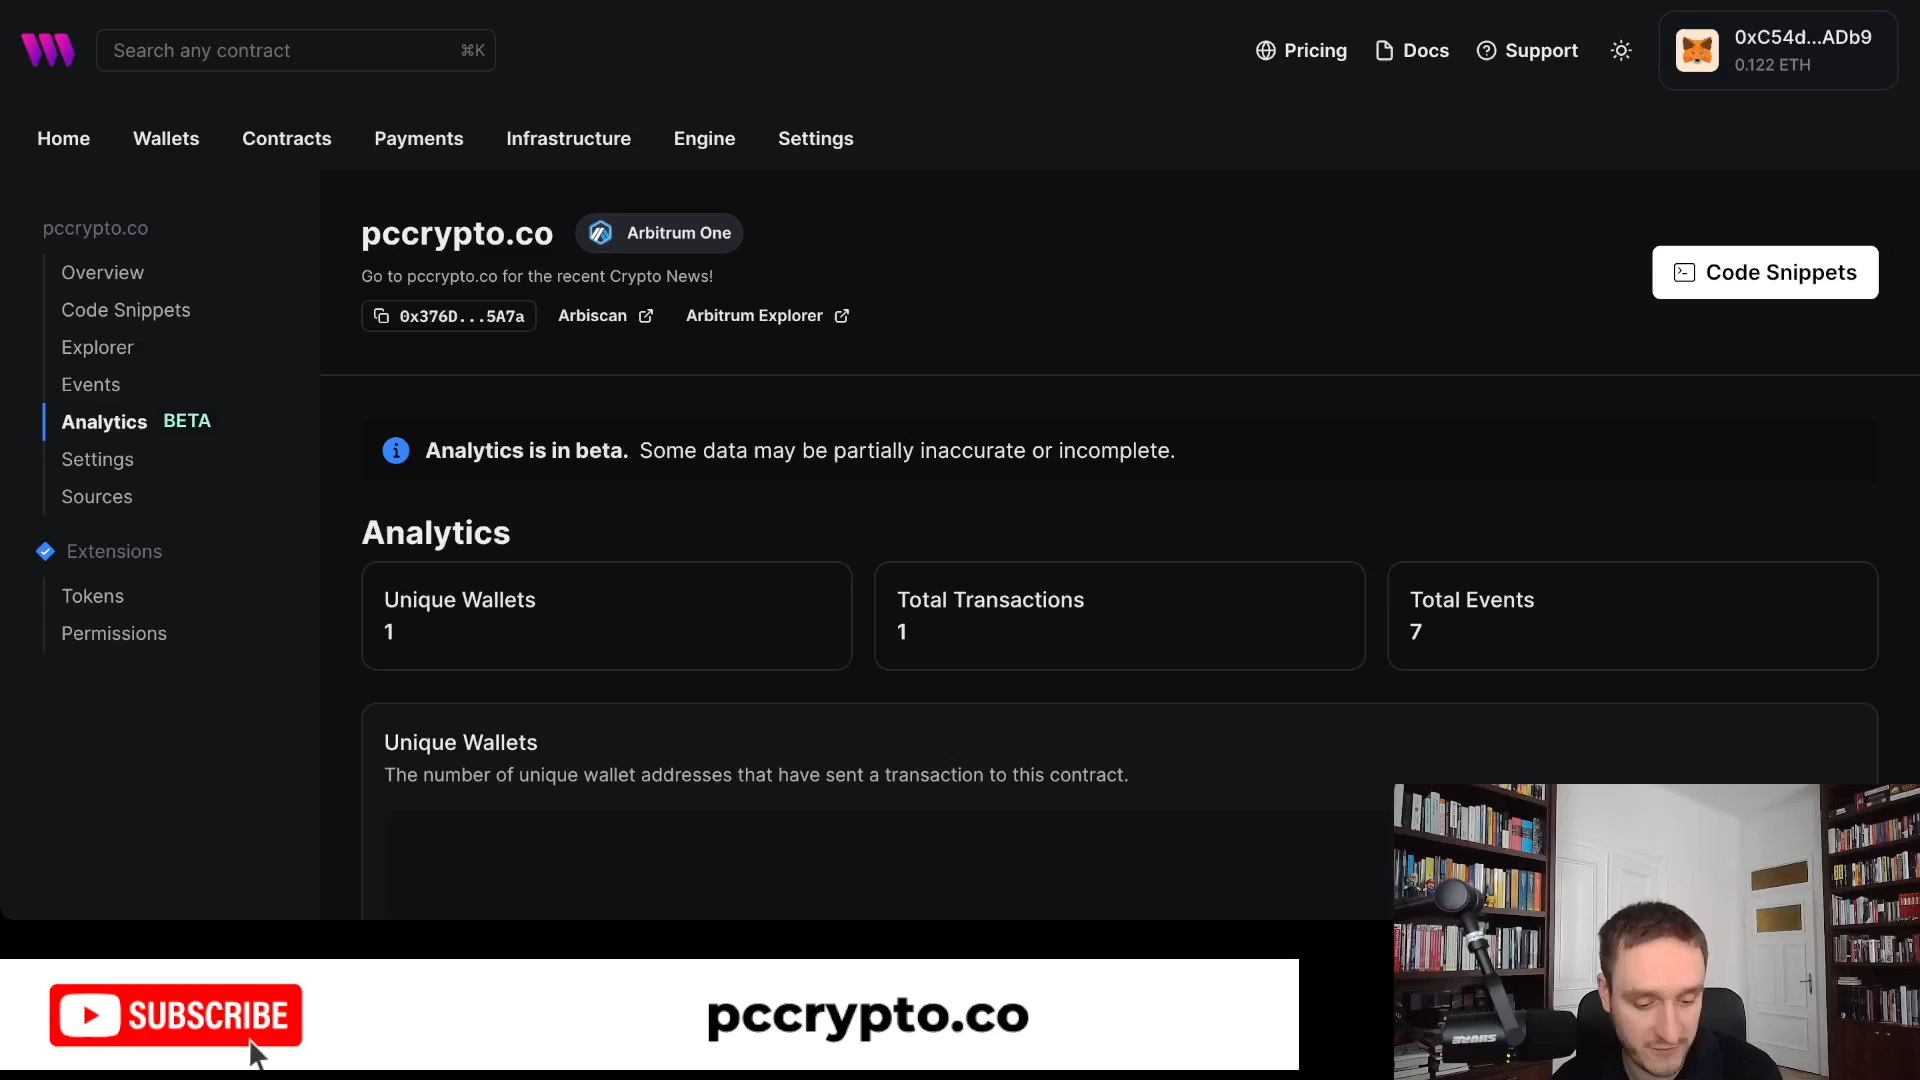 Search any contract ⌘K
Pricing
Docs
Support
0xC54d...ADb9
0.122 ETH
Home
Wallets
Contracts
Payments
Infrastructure
Engine
Settings
pccrypto.co
Overview
Code Snippets
Explorer
Events
Analytics BETA
Settings
Sources
Extensions
Tokens
Permissions
pccrypto.co
Arbitrum One
Go to pccrypto.co for the recent Crypto News!
0x376D...5A7a
Arbiscan
Arbitrum Explorer
Code Snippets
Analytics is in beta. Some data may be partially inaccurate or incomplete.
Analytics
Unique Wallets
1
Total Transactions
1
Total Events
7
Unique Wallets
The number of unique wallet addresses that have sent a transaction to this contract.
SUBSCRIBE
pccrypto.co
SHURE